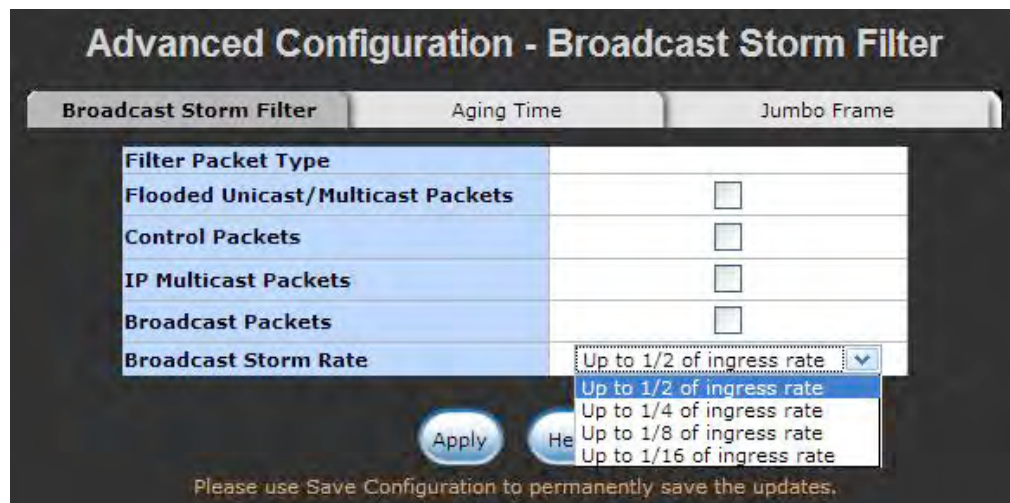 Advanced Configuration - Broadcast Storm Filter
Broadcast Storm Filter Aging Time Jumbo Frame
Filter Packet Type
Flooded Unicast/Multicast Packets
Control Packets
IP Multicast Packets
Broadcast Packets
Broadcast Storm Rate Up to 1/2 of ingress rate
Up to 1/2 of ingress rate
Up to 1/4 of ingress rate
Apply He Up to 1/8 of ingress rate
Up to 1/16 of ingress rate
Please use Save Configuration to permanently save the updates.